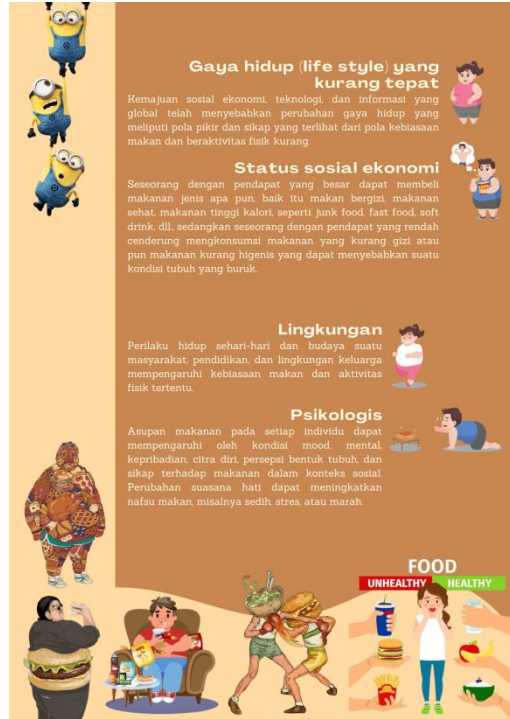 Gaya hidup (life style) yang
kurang tepat
Kemajuan sosial ekonomi, teknologi, dan informasi yang
global telah menyebabkan perubahan gaya hidup yang
meliputi pola pikir dan sikap yang terlihat dari pola kebiasaan
makan dan beraktivitas fisik kurang.
Status sosial ekonomi
Seseorang dengan pendapat yang besar dapat membeli
makanan jenis apa pun, baik itu makan bergizi, makanan
sehat, makanan tinggi kalori, seperti junk food, fast food, soft
drink, dll., sedangkan seseorang dengan pendapat yang rendah
cenderung mengkonsumsi makanan yang kurang gizi atau
pun makanan kurang higenis yang dapat menyebabkan suatu
kondisi tubuh yang buruk.
Lingkungan
Perilaku hidup sehari-hari dan budaya suatu
masyarakat, pendidikan, dan lingkungan keluarga
mempengaruhi kebiasaan makan dan aktivitas
fisik tertentu.
Psikologis
Asupan makanan pada setiap individu dapat
mempengaruhi oleh kondisi mood, mental,
kepribadian, citra diri, persepsi bentuk tubuh, dan
sikap terhadap makanan dalam konteks sosial.
Perubahan suasana hati dapat meningkatkan
nafsu makan, misalnya sedih, stres, atau marah.
FOOD
UNHEALTHY HEALTHY